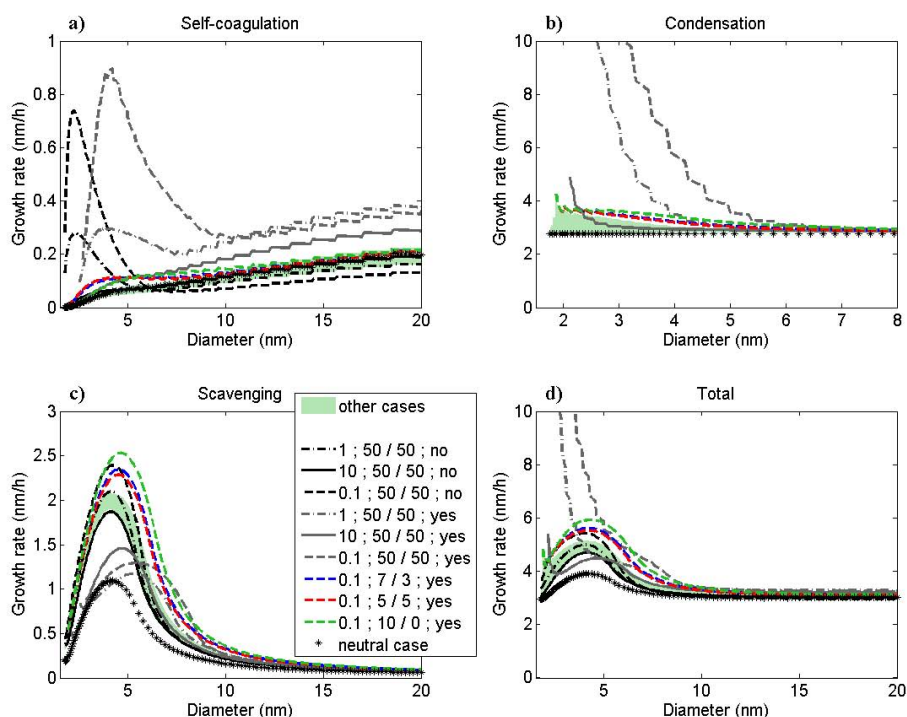 a) Self-coagulation
Growth rate (nm/h)
1
0.8
0.6
0.4
0.2
0
5 10 15 20
Diameter (nm)
b) Condensation
Growth rate (nm/h)
10
8
6
4
2
0
2 3 4 5 6 7 8
Diameter (nm)
c) Scavenging
Growth rate (nm/h)
3
2.5
2
1.5
1
0.5
0
5 10 15 20
Diameter (nm)
other cases
1 ; 50 / 50 ; no
10 ; 50 / 50 ; no
0.1 ; 50 / 50 ; no
1 ; 50 / 50 ; yes
10 ; 50 / 50 ; yes
0.1 ; 50 / 50 ; yes
0.1 ; 7 / 3 ; yes
0.1 ; 5 / 5 ; yes
0.1 ; 10 / 0 ; yes
neutral case
d) Total
Growth rate (nm/h)
10
8
6
4
2
0
5 10 15 20
Diameter (nm)